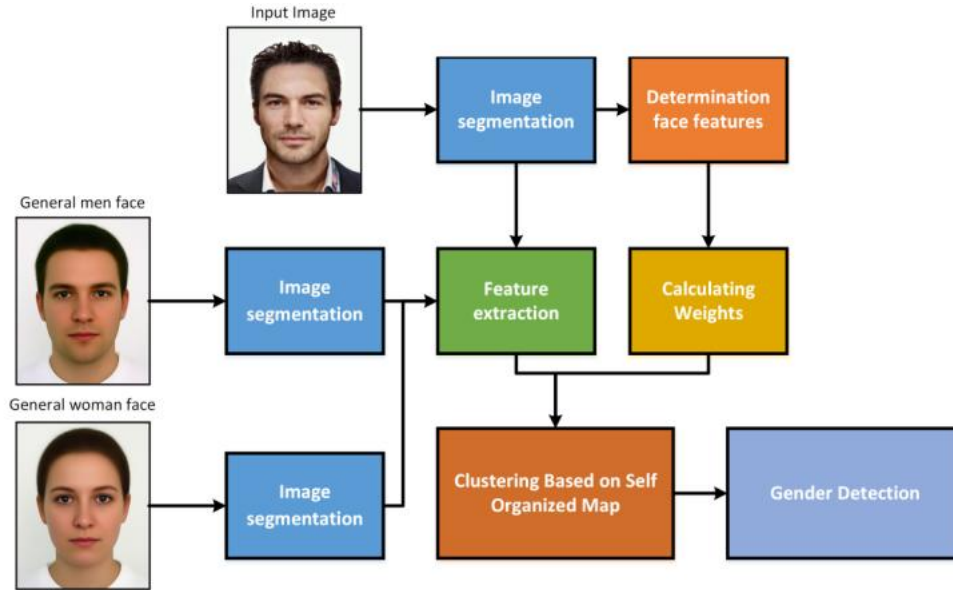 Input Image
Image
segmentation
Determination
face features
General men face
Image
segmentation
Feature
extraction
Calculating
Weights
General woman face
Image
segmentation
Clustering Based on Self
Organized Map
Gender Detection